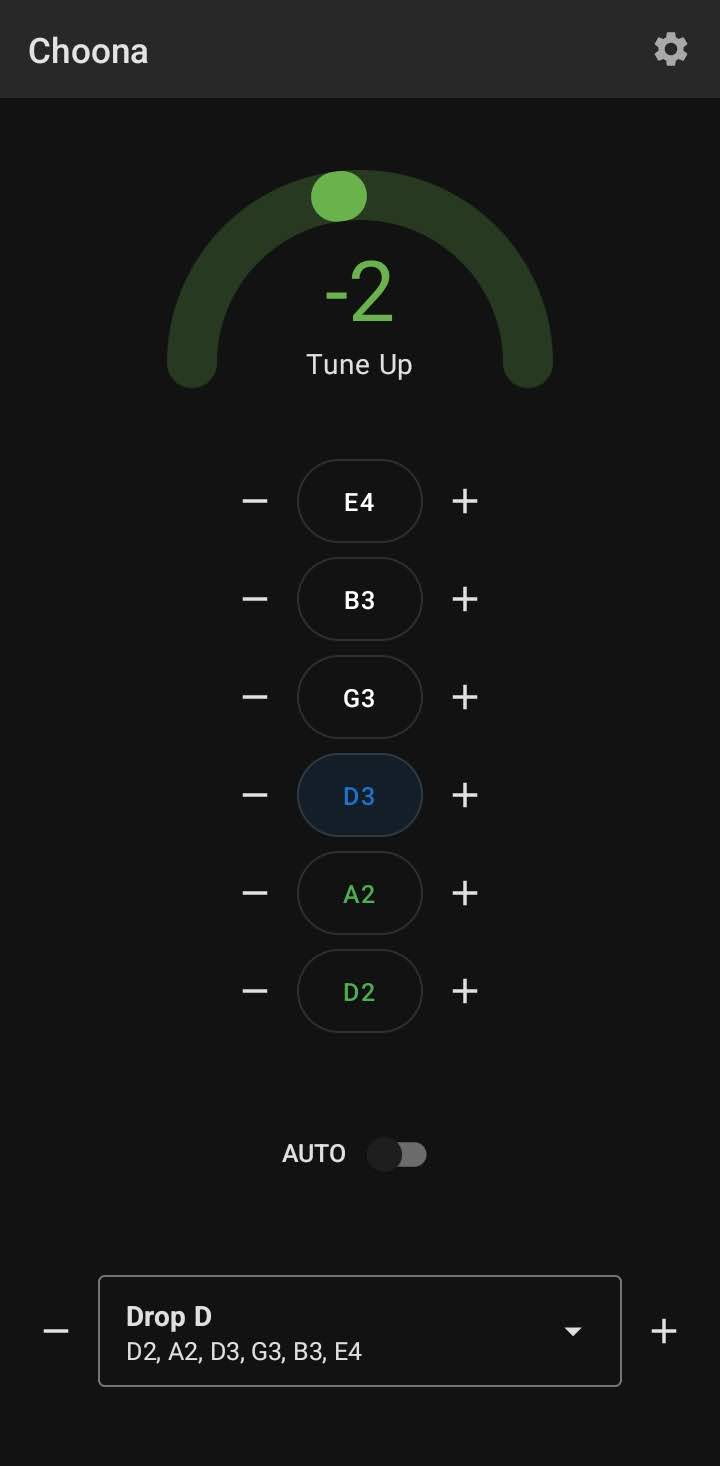 Choona
-2
Tune Up
− E4 +
− B3 +
− G3 +
− D3 +
− A2 +
− D2 +
AUTO
Drop D
− D2, A2, D3, G3, B3, E4 +